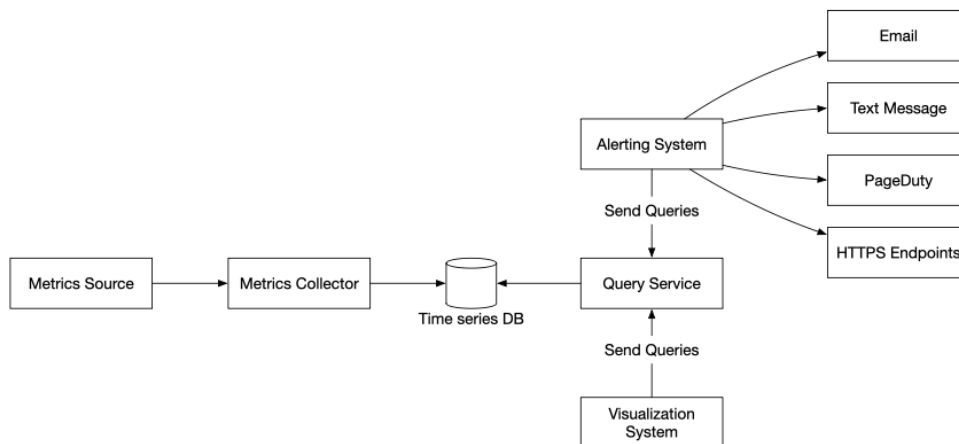 Email
Text Message
Alerting System
PageDuty
Send Queries
HTTPS Endpoints
Metrics Source
Metrics Collector
Query Service
Time series DB
Send Queries
Visualization
System